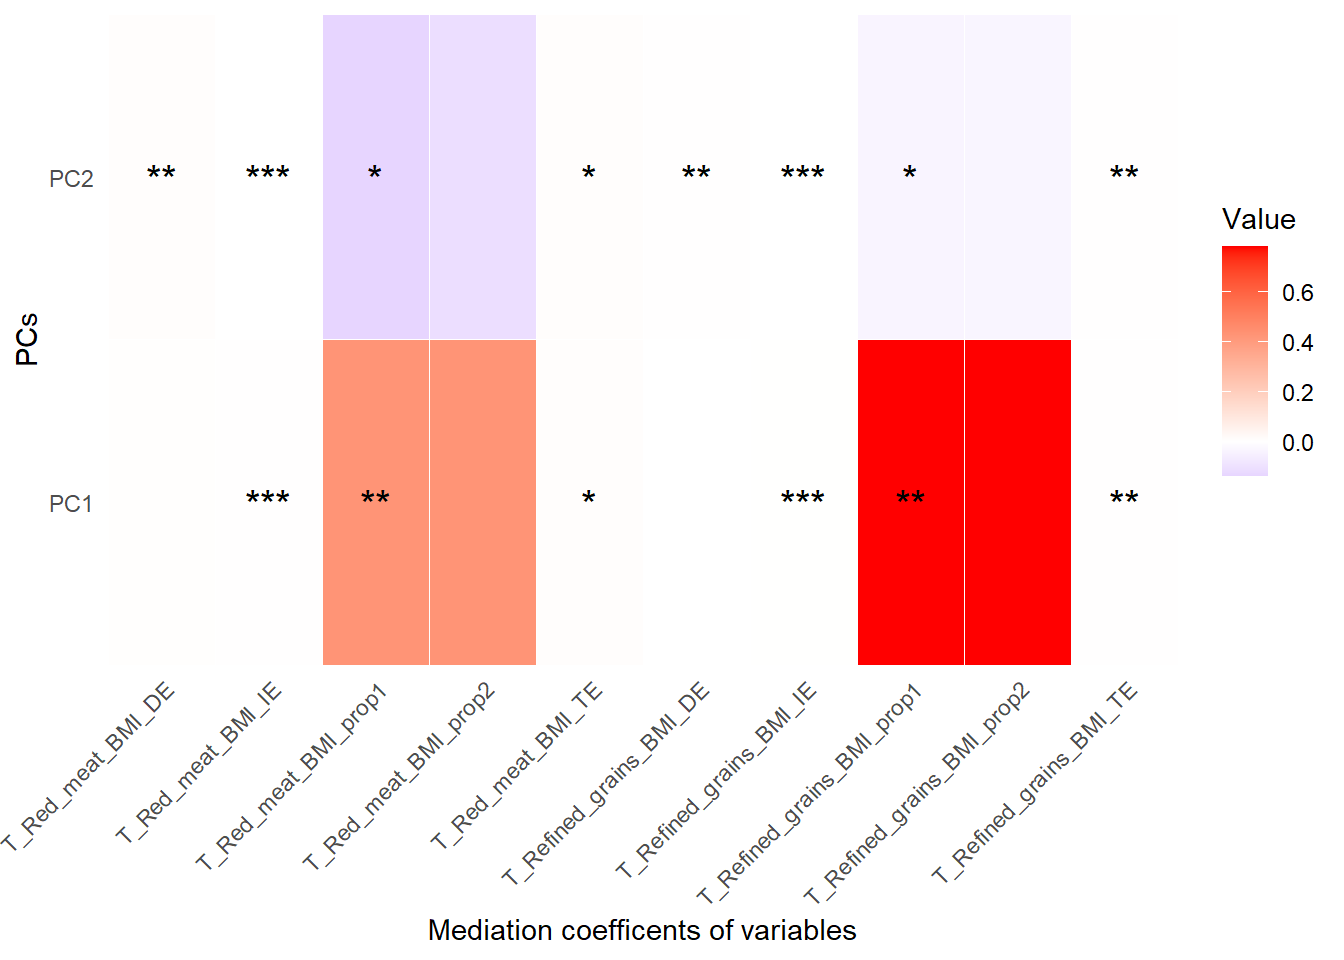 PC2
** *** * * ** *** * **
PCs
PC1
*** ** * *** ** **
T_Red_meat_BMI_DE
T_Red_meat_BMI_IE
T_Red_meat_BMI_prop1
T_Red_meat_BMI_prop2
T_Red_meat_BMI_TE
T_Refined_grains_BMI_DE
T_Refined_grains_BMI_IE
T_Refined_grains_BMI_prop1
T_Refined_grains_BMI_prop2
T_Refined_grains_BMI_TE
Mediation coefficents of variables
Value
0.6
0.4
0.2
0.0